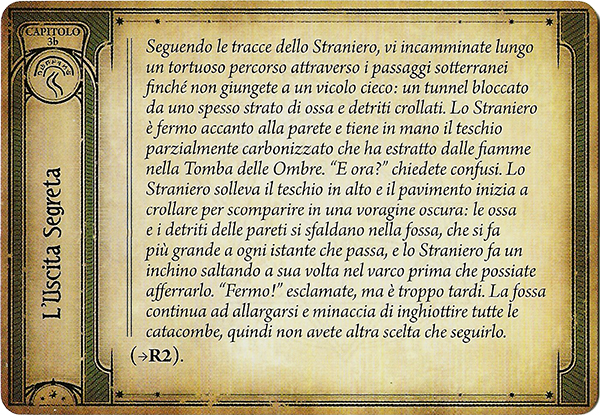 CAPITOLO
3b
L'Uscita Segreta
Seguendo le tracce dello Straniero, vi incamminate lungo
un tortuoso percorso attraverso i passaggi sotterranei
finché non giungete a un vicolo cieco: un tunnel bloccato
da uno spesso strato di ossa e detriti crollati. Lo Straniero
è fermo accanto alla parete e tiene in mano il teschio
parzialmente carbonizzato che ha estratto dalle fiamme
nella Tomba delle Ombre. “E ora?” chiedete confusi. Lo
Straniero solleva il teschio in alto e il pavimento inizia a
crollare per scomparire in una voragine oscura: le ossa
e i detriti delle pareti si sfaldano nella fossa, che si fa
più grande a ogni istante che passa, e lo Straniero fa un
inchino saltando a sua volta nel varco prima che possiate
afferrarlo. “Fermo!” esclamate, ma è troppo tardi. La fossa
continua ad allargarsi e minaccia di inghiottire tutte le
catacombe, quindi non avete altra scelta che seguirlo.
(→R2).